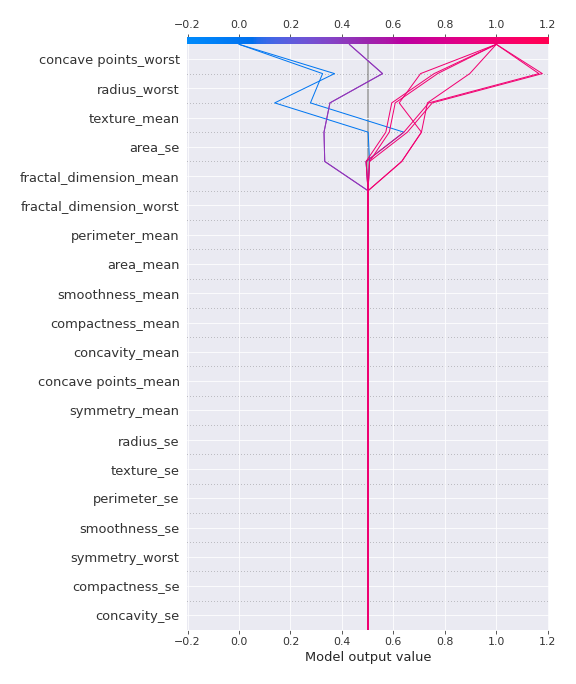 −0.2 0.0 0.2 0.4 0.6 0.8 1.0 1.2
concave points_worst
radius_worst
texture_mean
area_se
fractal_dimension_mean
fractal_dimension_worst
perimeter_mean
area_mean
smoothness_mean
compactness_mean
concavity_mean
concave points_mean
symmetry_mean
radius_se
texture_se
perimeter_se
smoothness_se
symmetry_worst
compactness_se
concavity_se
−0.2 0.0 0.2 0.4 0.6 0.8 1.0 1.2
Model output value